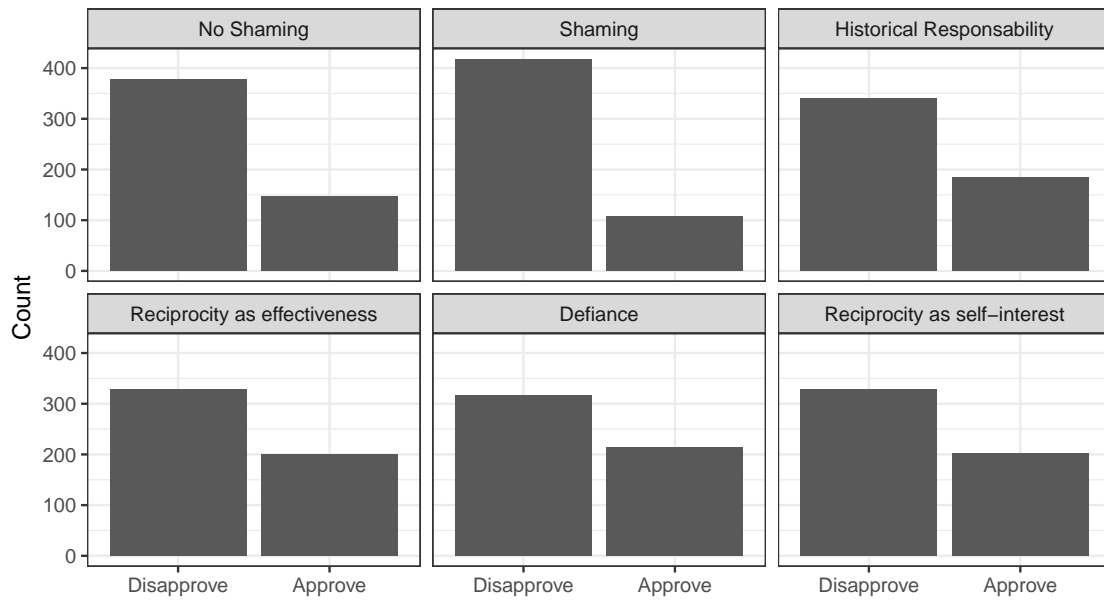 No Shaming
Shaming
Historical Responsability
400
300
200
100
0
Reciprocity as effectiveness
Defiance
Reciprocity as self−interest
400
300
200
100
0
Count
Disapprove
Approve
Disapprove
Approve
Disapprove
Approve